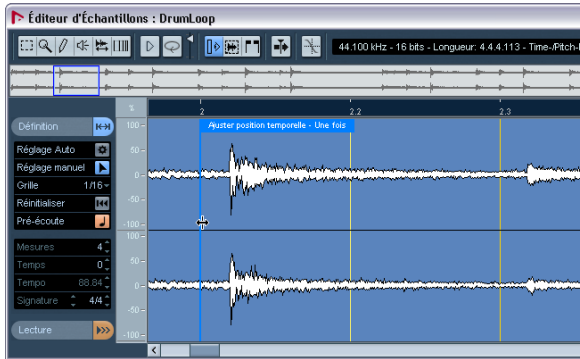 Éditeur d'Échantillons : DrumLoop
44.100 kHz - 16 bits - Longueur: 4.4.4.113 - Time-/Pitch-
% 2 2.2 2.3
Définition
Ajuster position temporelle - Une fois
Réglage Auto
Réglage manuel
Grille 1/16
Réinitialiser
Pré-écoute
Mesures 4
Temps 0
Tempo 88.84
Signature 4/4
Lecture
100
50
0
-50
-100
100
50
0
-50
-100